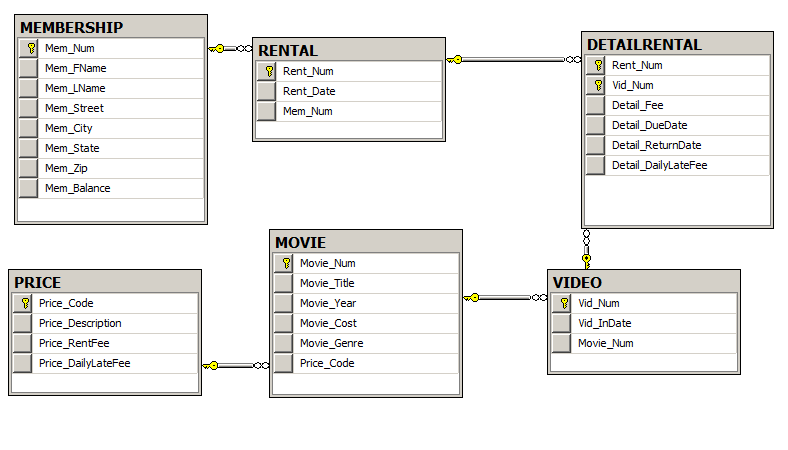 MEMBERSHIP
Mem_Num
Mem_FName
Mem_LName
Mem_Street
Mem_City
Mem_State
Mem_Zip
Mem_Balance
RENTAL
Rent_Num
Rent_Date
Mem_Num
DETAILRENTAL
Rent_Num
Vid_Num
Detail_Fee
Detail_DueDate
Detail_ReturnDate
Detail_DailyLateFee
PRICE
Price_Code
Price_Description
Price_RentFee
Price_DailyLateFee
MOVIE
Movie_Num
Movie_Title
Movie_Year
Movie_Cost
Movie_Genre
Price_Code
VIDEO
Vid_Num
Vid_InDate
Movie_Num